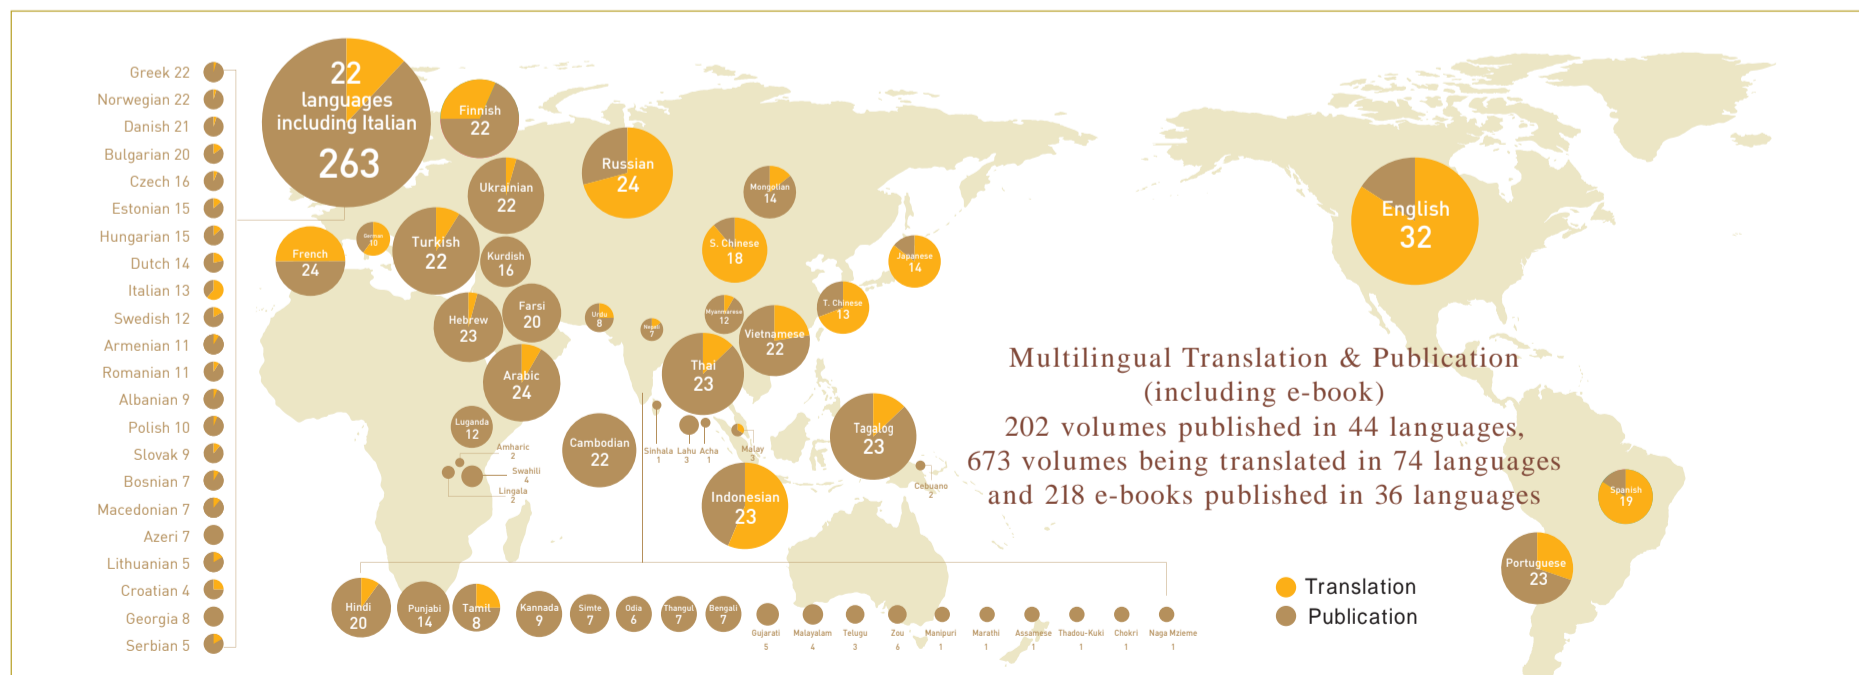 Greek 22
Norwegian 22
Danish 21
Bulgarian 20
Czech 16
Estonian 15
Hungarian 15
Dutch 14
Italian 13
Swedish 12
Armenian 11
Romanian 11
Albanian 9
Polish 10
Slovak 9
Bosnian 7
Macedonian 7
Azeri 7
Lithuanian 5
Croatian 4
Georgia 8
Serbian 5
22
languages
including Italian
263
Finnish
22
Ukrainian
22
Russian
24
Mongolian
14
French
24
German
10
Turkish
22
Kurdish
16
S. Chinese
18
Japanese
14
Hebrew
23
Farsi
20
Urdu
8
Nepali
7
Myanmarese
12
T. Chinese
13
Vietnamese
22
Thai
23
Arabic
24
Luganda
12
Amharic
2
Swahili
4
Lingala
2
Cambodian
22
Sinhala
1
Lahu
3
Acha
1
Malay
3
Tagalog
23
Cebuano
2
Indonesian
23
English
32
Multilingual Translation & Publication
(including e-book)
202 volumes published in 44 languages,
673 volumes being translated in 74 languages
and 218 e-books published in 36 languages
Spanish
19
Portuguese
23
Translation
Publication
Hindi
20
Punjabi
14
Tamil
8
Kannada
9
Simte
7
Odia
6
Thangul
7
Bengali
7
Gujarati
5
Malayalam
4
Telugu
3
Zou
6
Manipuri
1
Marathi
1
Assamese
1
Thadou-Kuki
1
Chokri
1
Naga Mzieme
1